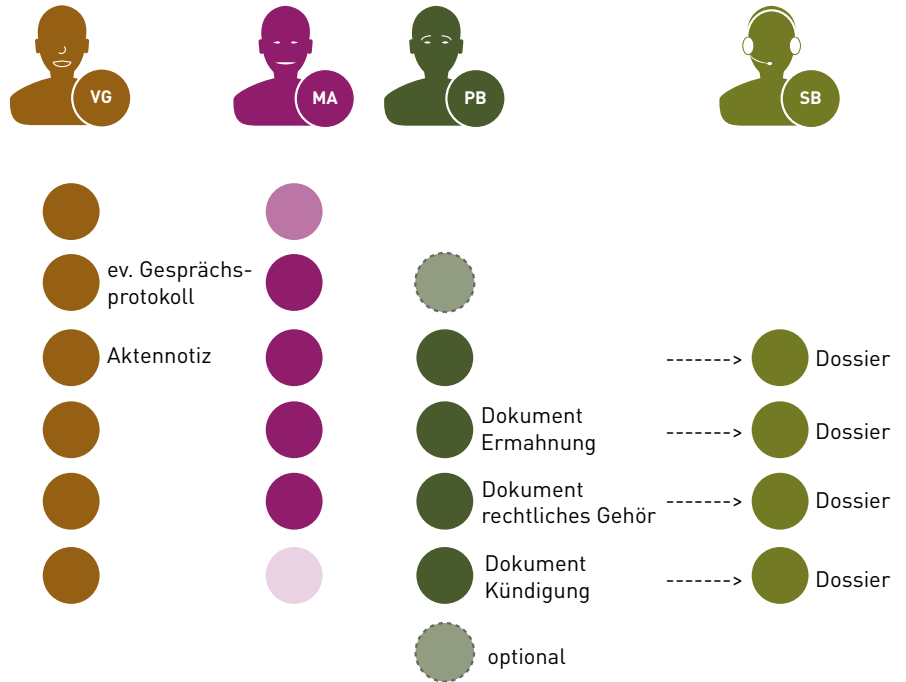 VG
MA
PB
SB
ev. Gesprächs-
protokoll
Aktennotiz
-------> Dossier
Dokument
Ermahnung
-------> Dossier
Dokument
rechtliches Gehör
-------> Dossier
Dokument
Kündigung
-------> Dossier
optional